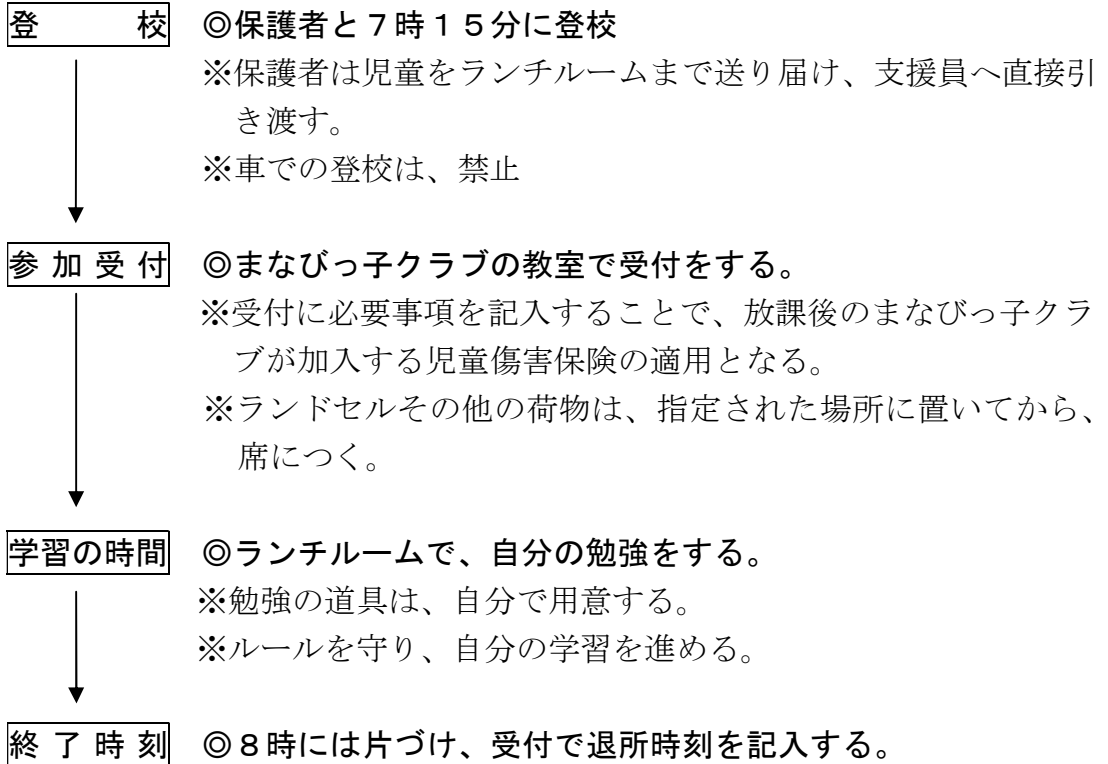 登校 ◎保護者と７時１５分に登校
※保護者は児童をランチルームまで送り届け、支援員へ直接引
き渡す。
※車での登校は、禁止
参加受付 ◎まなびっ子クラブの教室で受付をする。
※受付に必要事項を記入することで、放課後のまなびっ子クラ
ブが加入する児童傷害保険の適用となる。
※ランドセルその他の荷物は、指定された場所に置いてから、
席につく。
学習の時間 ◎ランチルームで、自分の勉強をする。
※勉強の道具は、自分で用意する。
※ルールを守り、自分の学習を進める。
終了時刻 ◎８時には片づけ、受付で退所時刻を記入する。